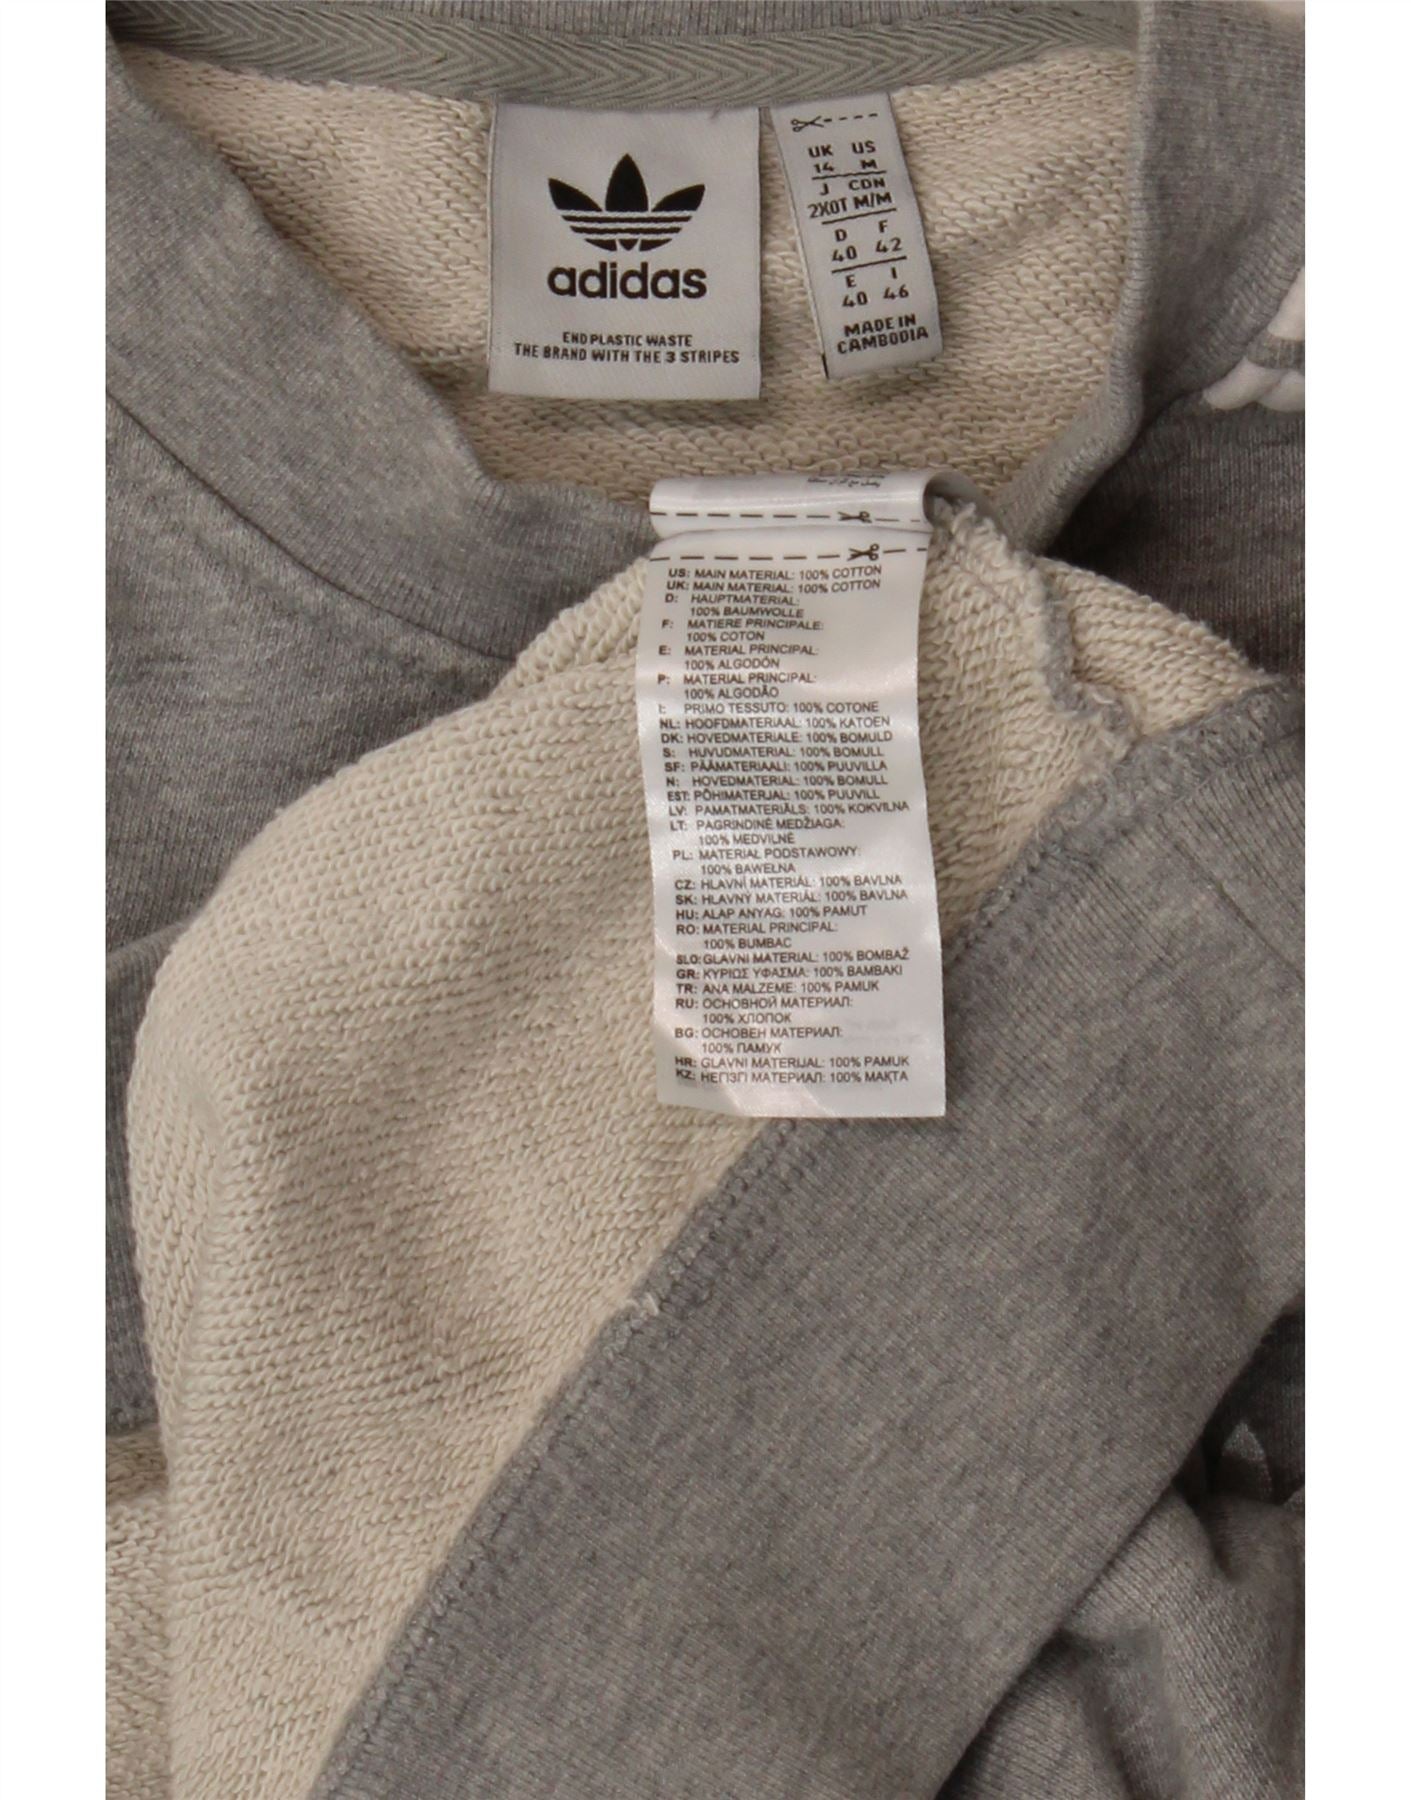 adidas
END PLASTIC WASTE
THE BRAND WITH THE 3 STRIPES
UK US
14 M
J CDN
2XOT M/M
D F
40 42
E I
40 46
MADE IN
CAMBODIA
US: MAIN MATERIAL: 100% COTTON
UK: MAIN MATERIAL: 100% COTTON
D: HAUPTMATERIAL:
100% BAUMWOLLE
F: MATIERE PRINCIPALE:
100% COTON
E: MATERIAL PRINCIPAL:
100% ALGODÓN
P: MATERIAL PRINCIPAL:
100% ALGODÃO
I: PRIMO TESSUTO: 100% COTONE
NL: HOOFDMATERIAAL: 100% KATOEN
DK: HOVEDMATERIALE: 100% BOMULD
S: HUVUDMATERIAL: 100% BOMULL
SF: PÄÄMATERIAALI: 100% PUUVILLA
N: HOVEDMATERIALE: 100% BOMULL
EST: PÕHIMATERJAL: 100% PUUVILL
LV: PAMATMATERIĀLS: 100% KOKVILNA
LT: PAGRINDINĖ MEDŽIAGA:
100% MEDVILNĖ
PL: MATERIAŁ PODSTAWOWY:
100% BAWEŁNA
CZ: HLAVNÍ MATERIÁL: 100% BAVLNA
SK: HLAVNÝ MATERIÁL: 100% BAVLNA
HU: ALAP ANYAG: 100% PAMUT
RO: MATERIAL PRINCIPAL:
100% BUMBAC
SLO: GLAVNI MATERIAL: 100% BOMBAŽ
GR: ΚΥΡΙΩΣ ΥΦΑΣΜΑ: 100% ΒΑΜΒΑΚΙ
TR: ANA MALZEME: 100% PAMUK
RU: ОСНОВНОЙ МАТЕРИАЛ:
100% ХЛОПОК
BG: ОСНОВЕН МАТЕРИАЛ:
100% ПАМУК
HR: GLAVNI MATERIJAL: 100% PAMUK
KZ: НЕГІЗГІ МАТЕРИАЛ: 100% МАҚТА